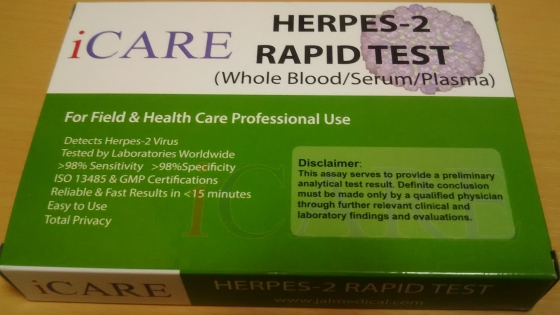 iCARE
HERPES-2
RAPID TEST
(Whole Blood/Serum/Plasma)
For Field & Health Care Professional Use
Detects Herpes-2 Virus
Tested by Laboratories Worldwide
>98% Sensitivity >98%Specificity
ISO 13485 & GMP Certifications
Reliable & Fast Results in <15 minutes
Easy to Use
Total Privacy
Disclaimer:
This assay serves to provide a preliminary
analytical test result. Definite conclusion
must be made only by a qualified physician
through further relevant clinical and
laboratory findings and evaluations.
iCARE
iCARE
HERPES-2 RAPID TEST
www.jalmedical.com